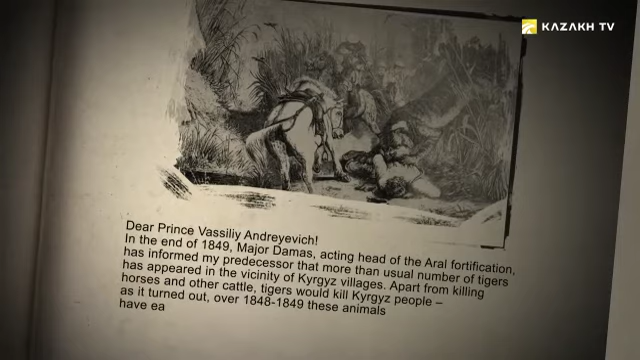 KAZAKH TV
Dear Prince Vassiliy Andreyevich!
In the end of 1849, Major Damas, acting head of the Aral fortification,
has informed my predecessor that more than usual number of tigers
has appeared in the vicinity of Kyrgyz villages. Apart from killing
horses and other cattle, tigers would kill Kyrgyz people –
as it turned out, over 1848-1849 these animals
have ea